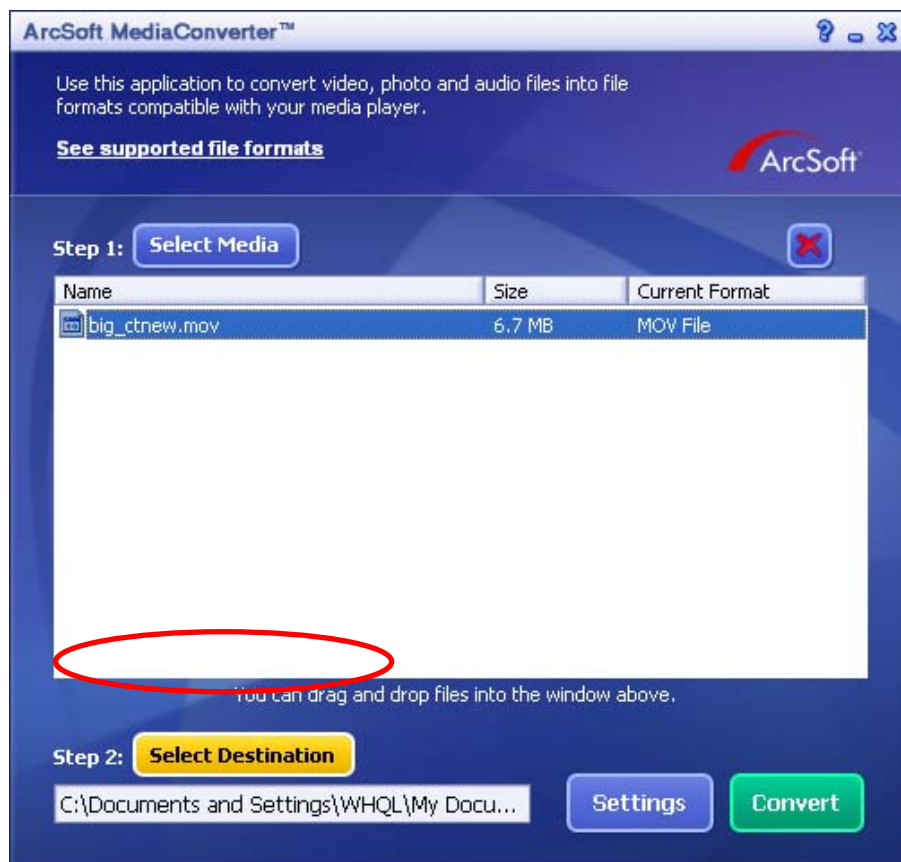 ArcSoft MediaConverter™
Use this application to convert video, photo and audio files into file
formats compatible with your media player.
See supported file formats
ArcSoft
Step 1: Select Media
Name Size Current Format
big_ctnew.mov 6.7 MB MOV File
You can drag and drop files into the window above.
Step 2: Select Destination
C:\Documents and Settings\WHQL\My Docu...
Settings Convert